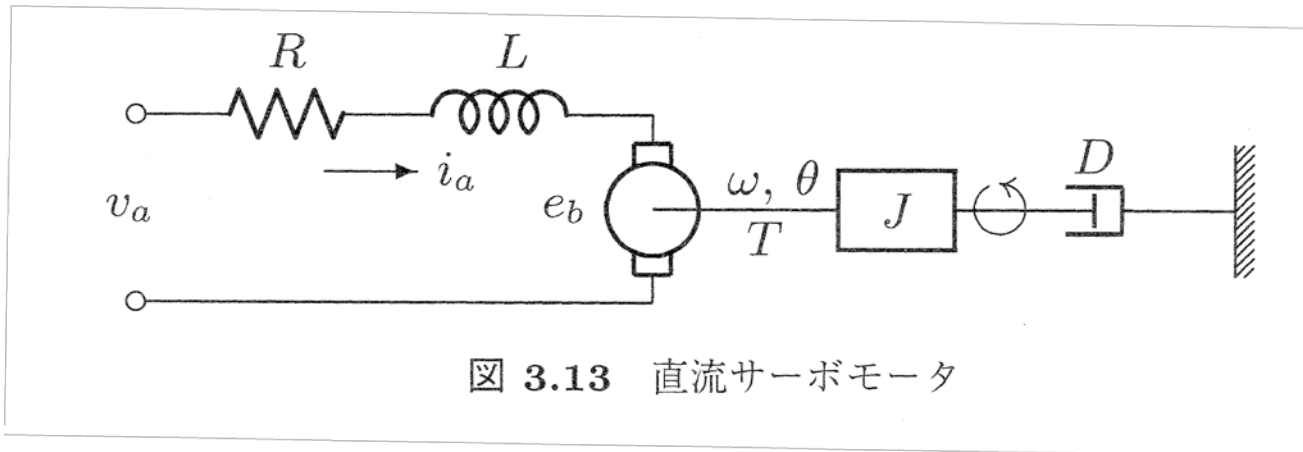 R
L
i_a
v_a
e_b
ω, θ
T
J
D
図 3.13 直流サーボモータ